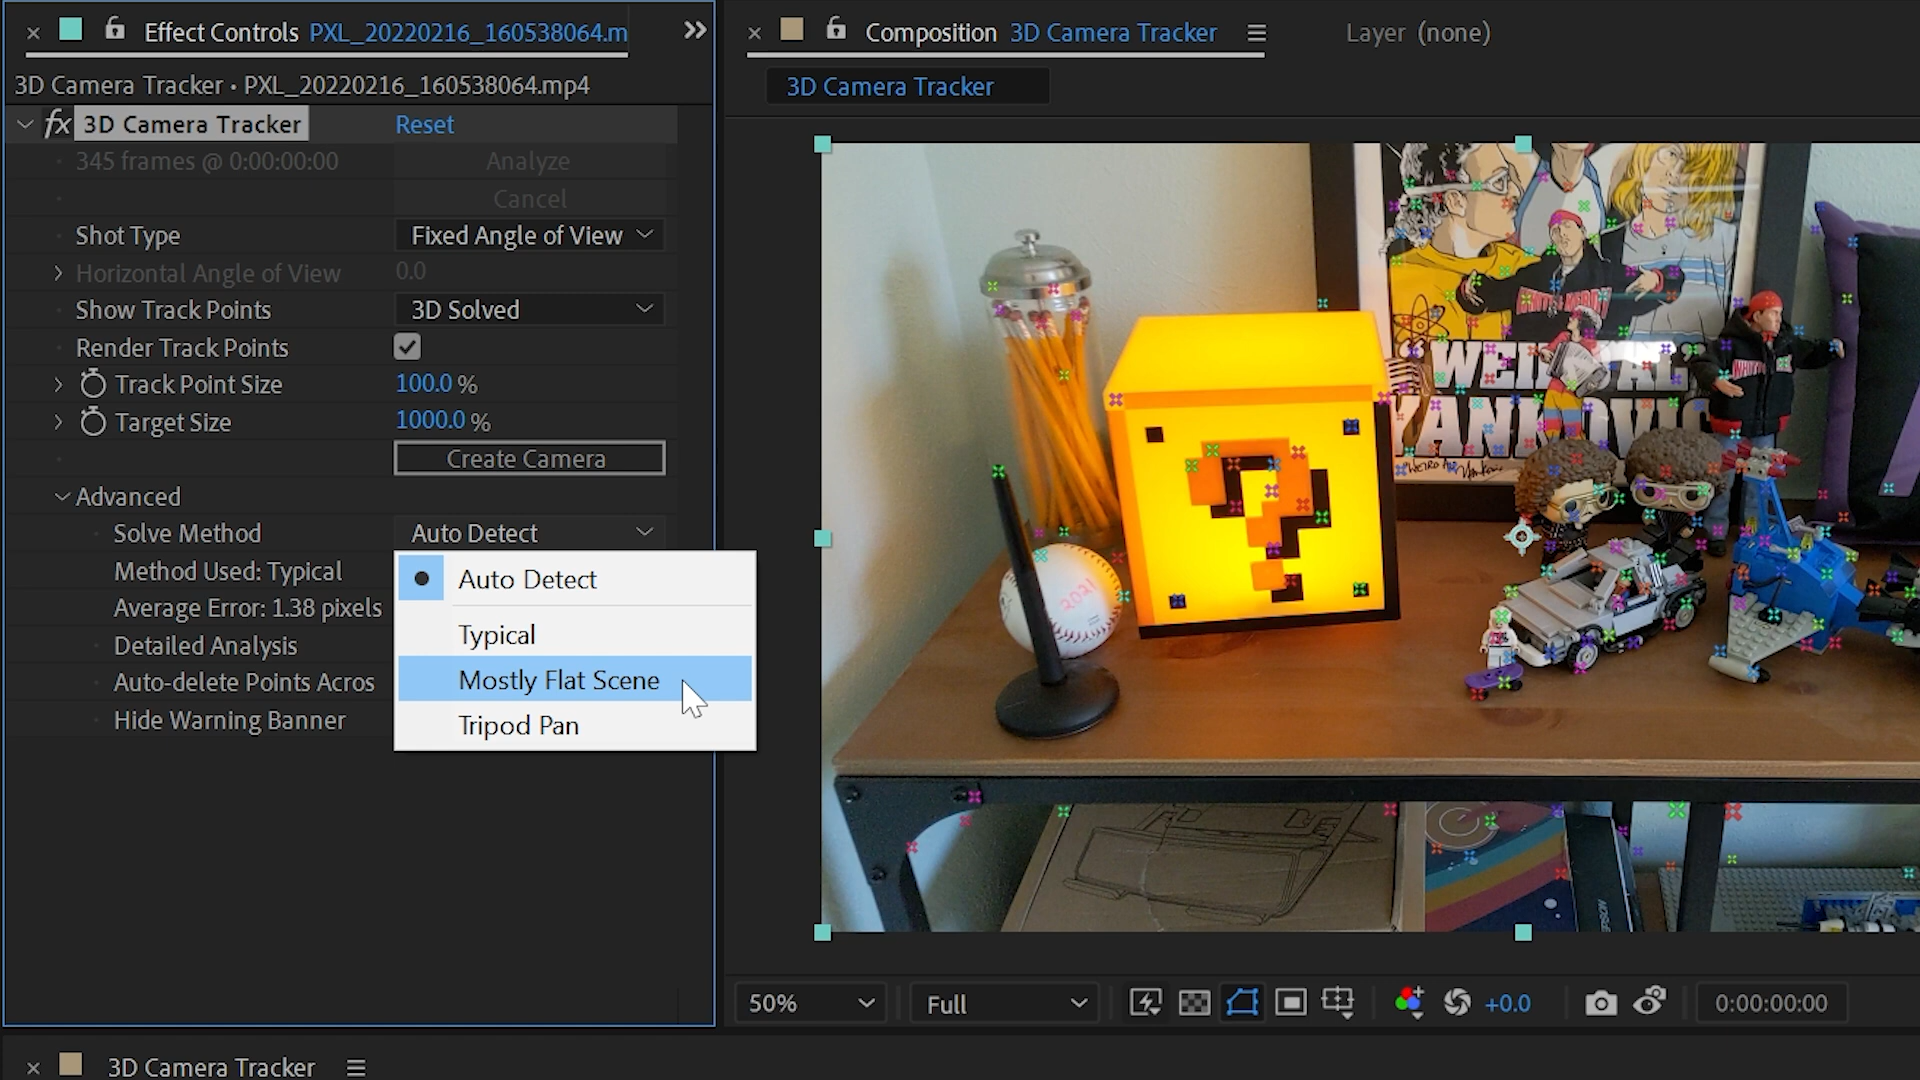 Effect Controls PXL_20220216_160538064.m
3D Camera Tracker • PXL_20220216_160538064.mp4
fx 3D Camera Tracker Reset
345 frames @ 0:00:00:00 Analyze
Cancel
Shot Type Fixed Angle of View
Horizontal Angle of View 0.0
Show Track Points 3D Solved
Render Track Points
Track Point Size 100.0 %
Target Size 1000.0 %
Create Camera
Advanced
Solve Method Auto Detect
Method Used: Typical
Average Error: 1.38 pixels
Detailed Analysis
Auto-delete Points Acros
Hide Warning Banner
Auto Detect
Typical
Mostly Flat Scene
Tripod Pan
Composition 3D Camera Tracker
Layer (none)
3D Camera Tracker
"WEIRD AL"
YANKOVIC
?
2021
EPSON
50% Full +0.0 0:00:00:00
3D Camera Tracker